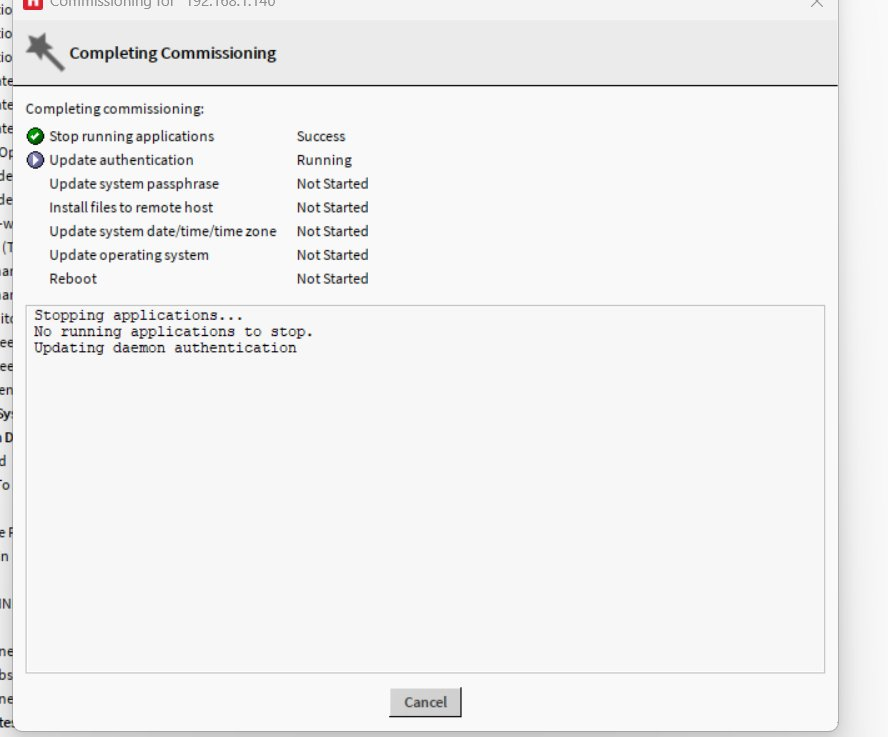 Commissioning for "192.168.1.140"
Completing Commissioning
Completing commissioning:
Stop running applications Success
Update authentication Running
Update system passphrase Not Started
Install files to remote host Not Started
Update system date/time/time zone Not Started
Update operating system Not Started
Reboot Not Started
Stopping applications...
No running applications to stop.
Updating daemon authentication
Cancel